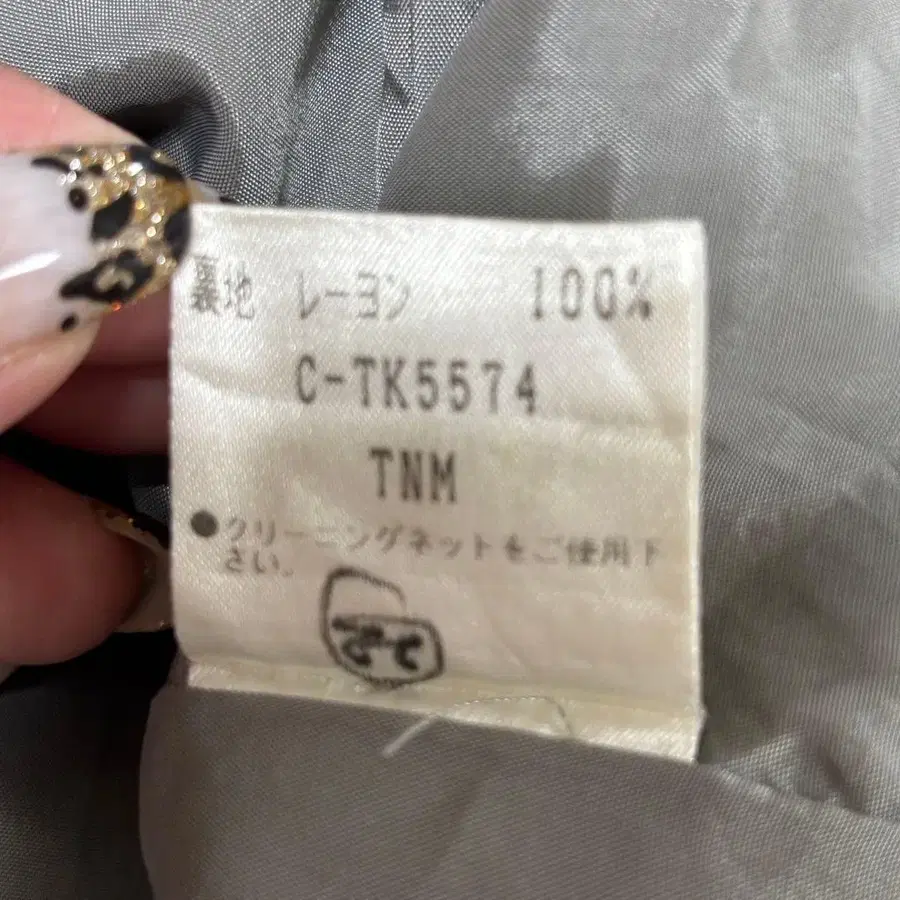 裏地 レーヨン 100%
C-TK5574
TNM
●クリーニングネットをご使用下
さい。